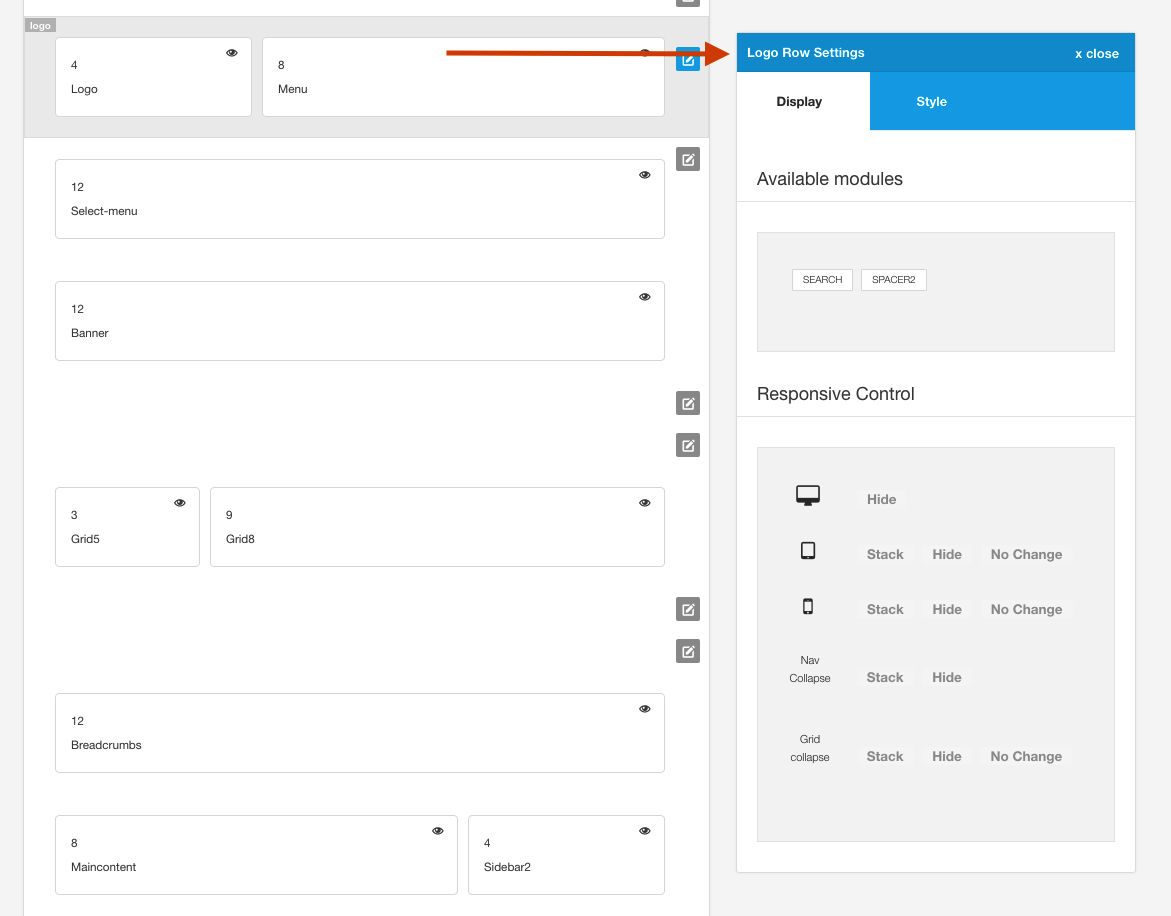 logo
4
Logo
8
Menu
12
Select-menu
12
Banner
3
Grid5
9
Grid8
12
Breadcrumbs
8
Maincontent
4
Sidebar2
Logo Row Settings
x close
Display
Style
Available modules
SEARCH
SPACER2
Responsive Control
Hide
Stack Hide No Change
Stack Hide No Change
Nav
Collapse
Stack Hide
Grid
collapse
Stack Hide No Change